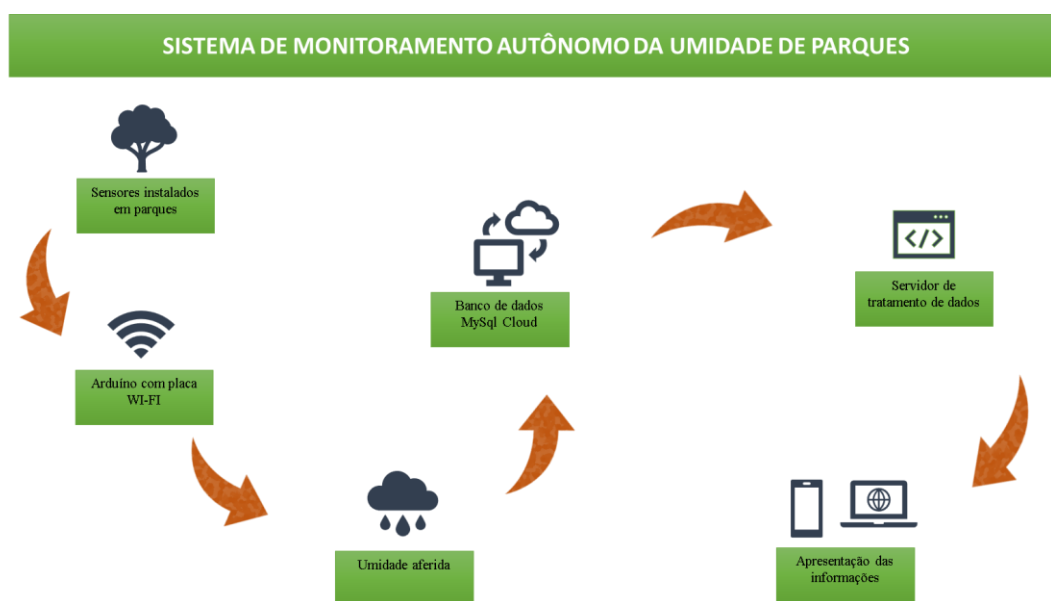 SISTEMA DE MONITORAMENTO AUTÔNOMO DA UMIDADE DE PARQUES
Sensores instalados
em parques
Arduíno com placa
WI-FI
Umidade aferida
Banco de dados
MySql Cloud
Servidor de
tratamento de dados
Apresentação das
informações